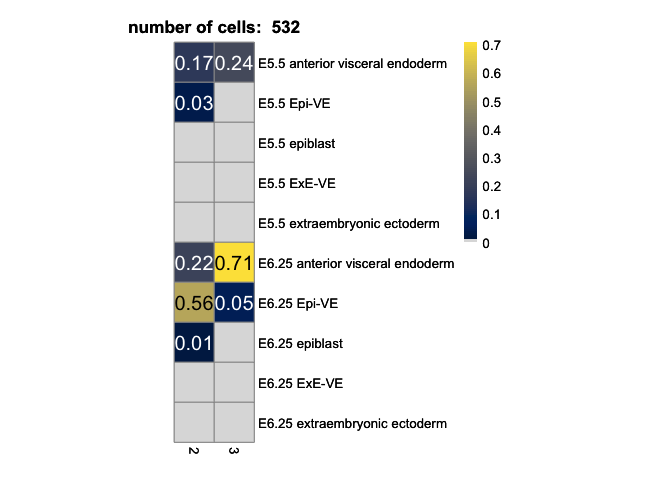 number of cells: 532
0.7
0.17 0.24 E5.5 anterior visceral endoderm
0.6
0.03 E5.5 Epi-VE
0.5
E5.5 epiblast
0.4
0.3
E5.5 ExE-VE
0.2
0.1
E5.5 extraembryonic ectoderm
0
0.22 0.71 E6.25 anterior visceral endoderm
0.56 0.05 E6.25 Epi-VE
0.01 E6.25 epiblast
E6.25 ExE-VE
E6.25 extraembryonic ectoderm
2 3